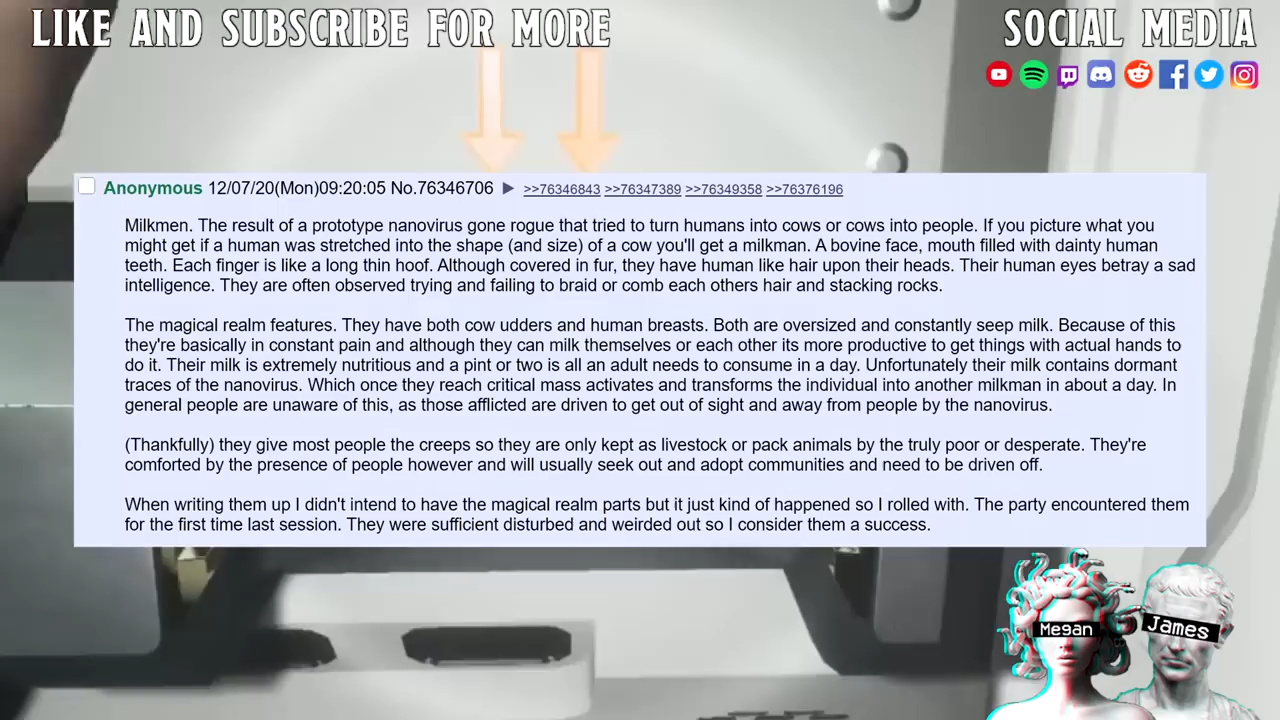 LIKE AND SUBSCRIBE FOR MORE
SOCIAL MEDIA
Anonymous 12/07/20(Mon)09:20:05 No.76346706 ▶ >>76346843 >>76347389 >>76349358 >>76376196
Milkmen. The result of a prototype nanovirus gone rogue that tried to turn humans into cows or cows into people. If you picture what you
might get if a human was stretched into the shape (and size) of a cow you'll get a milkman. A bovine face, mouth filled with dainty human
teeth. Each finger is like a long thin hoof. Although covered in fur, they have human like hair upon their heads. Their human eyes betray a sad
intelligence. They are often observed trying and failing to braid or comb each others hair and stacking rocks.
The magical realm features. They have both cow udders and human breasts. Both are oversized and constantly seep milk. Because of this
they're basically in constant pain and although they can milk themselves or each other its more productive to get things with actual hands to
do it. Their milk is extremely nutritious and a pint or two is all an adult needs to consume in a day. Unfortunately their milk contains dormant
traces of the nanovirus. Which once they reach critical mass activates and transforms the individual into another milkman in about a day. In
general people are unaware of this, as those afflicted are driven to get out of sight and away from people by the nanovirus.
(Thankfully) they give most people the creeps so they are only kept as livestock or pack animals by the truly poor or desperate. They're
comforted by the presence of people however and will usually seek out and adopt communities and need to be driven off.
When writing them up I didn't intend to have the magical realm parts but it just kind of happened so I rolled with. The party encountered them
for the first time last session. They were sufficient disturbed and weirded out so I consider them a success.
Megan
James